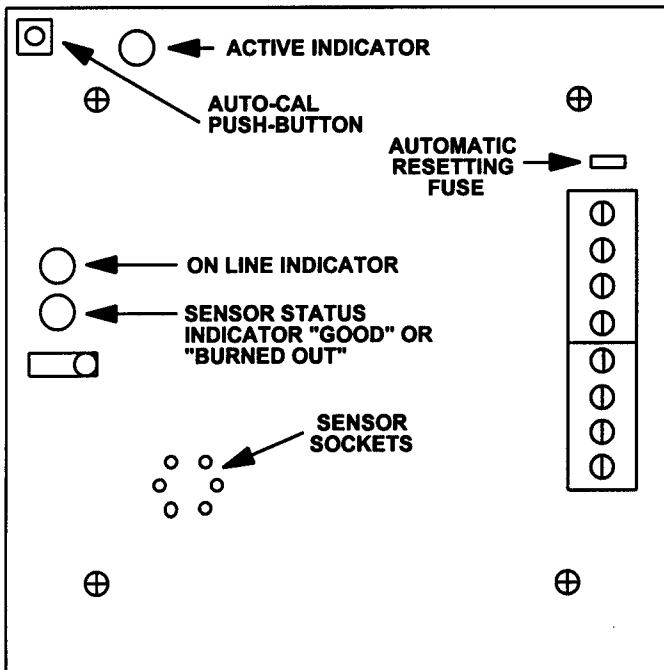 ACTIVE INDICATOR
AUTO-CAL
PUSH-BUTTON
AUTOMATIC
RESETTING
FUSE
ON LINE INDICATOR
SENSOR STATUS
INDICATOR "GOOD" OR
"BURNED OUT"
SENSOR
SOCKETS